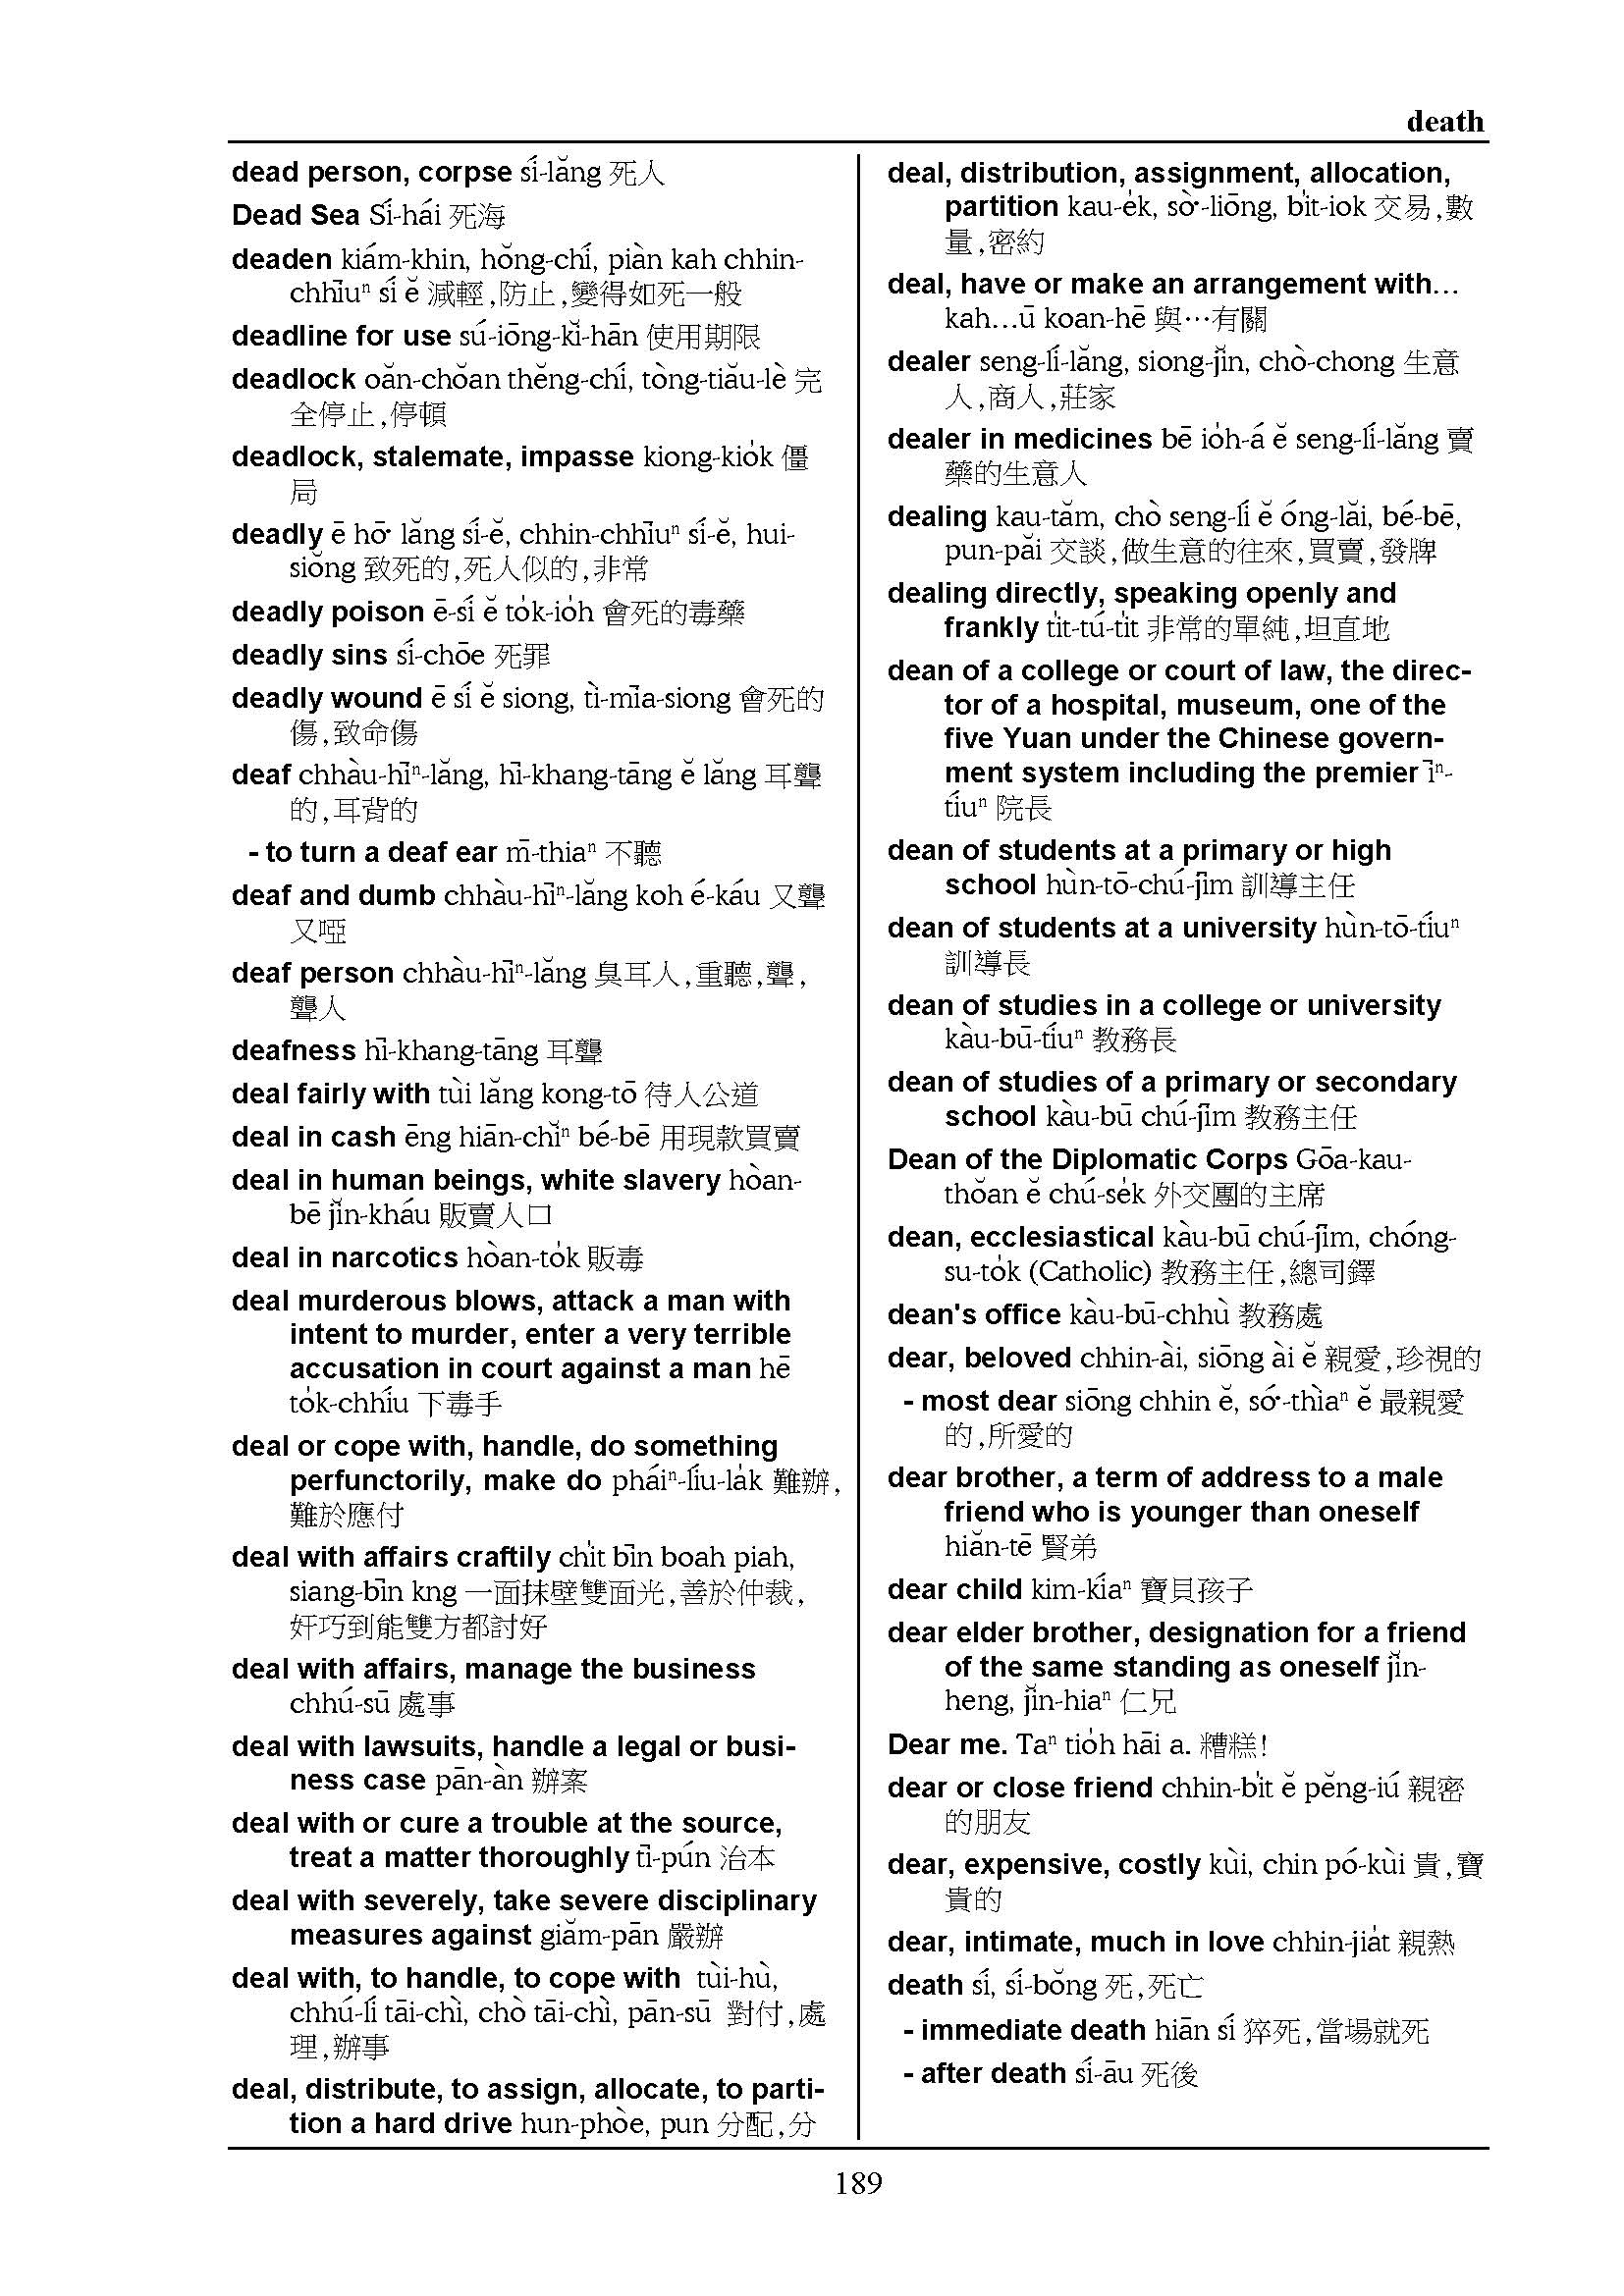 death
dead person, corpse sí-lăng 死人
Dead Sea Sí-hái 死海
deaden kiám-khin, hŏng-chí, piàn kah chhin-
chhīuⁿ sí ĕ 減輕,防止,變得如死一般
deadline for use sú-iōng-kĭ-hān 使用期限
deadlock oăn-choăn thĕng-chí, tòng-tiău-lè 完
全停止,停頓
deadlock, stalemate, impasse kiong-kio̍k 僵
局
deadly ē hō͘ lăng sí-ĕ, chhin-chhīuⁿ sí-ĕ, hui-
siŏng 致死的,死人似的,非常
deadly poison ē-sí ĕ to̍k-io̍h 會死的毒藥
deadly sins sí-chōe 死罪
deadly wound ē sí ĕ siong, tì-mīa-siong 會死的
傷,致命傷
deaf chhàu-hīⁿ-lăng, hī-khang-tāng ĕ lăng 耳聾
的,耳背的
- to turn a deaf ear m̄-thiaⁿ 不聽
deaf and dumb chhàu-hīⁿ-lăng koh é-káu 又聾
又啞
deaf person chhàu-hīⁿ-lăng 臭耳人,重聽,聾,
聾人
deafness hī-khang-tāng 耳聾
deal fairly with tùi lăng kong-tō 待人公道
deal in cash ēng hiān-chĭⁿ bé-bē 用現款買賣
deal in human beings, white slavery hòan-
bē jĭn-kháu 販賣人口
deal in narcotics hòan-to̍k 販毒
deal murderous blows, attack a man with
intent to murder, enter a very terrible
accusation in court against a man hē
to̍k-chhíu 下毒手
deal or cope with, handle, do something
perfunctorily, make do pháiⁿ-líu-la̍k 難辦,
難於應付
deal with affairs craftily chi̍t bīn boah piah,
siang-bīn kng 一面抹壁雙面光,善於仲裁,
奸巧到能雙方都討好
deal with affairs, manage the business
chhú-sū 處事
deal with lawsuits, handle a legal or busi-
ness case pān-àn 辦案
deal with or cure a trouble at the source,
treat a matter thoroughly tī-pún 治本
deal with severely, take severe disciplinary
measures against giăm-pān 嚴辦
deal with, to handle, to cope with tùi-hù,
chhú-lí tāi-chì, chò tāi-chì, pān-sū 對付,處
理,辦事
deal, distribute, to assign, allocate, to parti-
tion a hard drive hun-phòe, pun 分配,分
deal, distribution, assignment, allocation,
partition kau-e̍k, sò͘-liōng, bi̍t-iok 交易,數
量,密約
deal, have or make an arrangement with…
kah…ū koan-hē 與…有關
dealer seng-lí-lăng, siong-jĭn, chò-chong 生意
人,商人,莊家
dealer in medicines bē io̍h-á ĕ seng-lí-lăng 賣
藥的生意人
dealing kau-tăm, chò seng-lí ĕ óng-lăi, bé-bē,
pun-păi 交談,做生意的往來,買賣,發牌
dealing directly, speaking openly and
frankly ti̍t-tú-ti̍t 非常的單純,坦直地
dean of a college or court of law, the direc-
tor of a hospital, museum, one of the
five Yuan under the Chinese govern-
ment system including the premier īⁿ-
tíuⁿ 院長
dean of students at a primary or high
school hùn-tō-chú-jīm 訓導主任
dean of students at a university hùn-tō-tíuⁿ
訓導長
dean of studies in a college or university
kàu-bū-tíuⁿ 教務長
dean of studies of a primary or secondary
school kàu-bū chú-jīm 教務主任
Dean of the Diplomatic Corps Gōa-kau-
thŏan ĕ chú-se̍k 外交團的主席
dean, ecclesiastical kàu-bū chú-jīm, chóng-
su-to̍k (Catholic) 教務主任,總司鐸
dean's office kàu-bū-chhù 教務處
dear, beloved chhin-ài, siōng ài ĕ 親愛,珍視的
- most dear siōng chhin ĕ, só͘-thìaⁿ ĕ 最親愛
的,所愛的
dear brother, a term of address to a male
friend who is younger than oneself
hiăn-tē 賢弟
dear child kim-kíaⁿ 寶貝孩子
dear elder brother, designation for a friend
of the same standing as oneself jĭn-
heng, jĭn-hiaⁿ 仁兄
Dear me. Taⁿ tio̍h hāi a. 糟糕!
dear or close friend chhin-bi̍t ĕ pĕng-iú 親密
的朋友
dear, expensive, costly kùi, chin pó-kùi 貴,寶
貴的
dear, intimate, much in love chhin-jia̍t 親熱
death sí, sí-bŏng 死,死亡
- immediate death hiān sí 猝死,當場就死
- after death sí-āu 死後
189